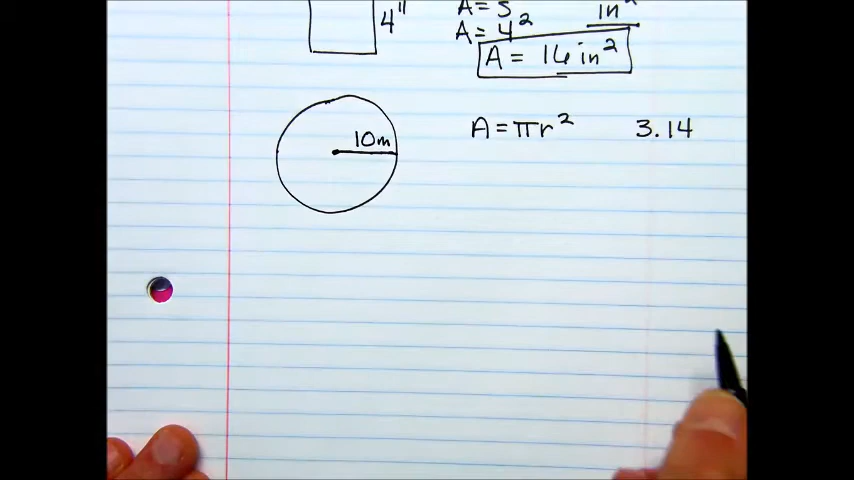 A = s²
4"
in²
A = 4²
A = 16 in²
10m
A = πr²
3.14